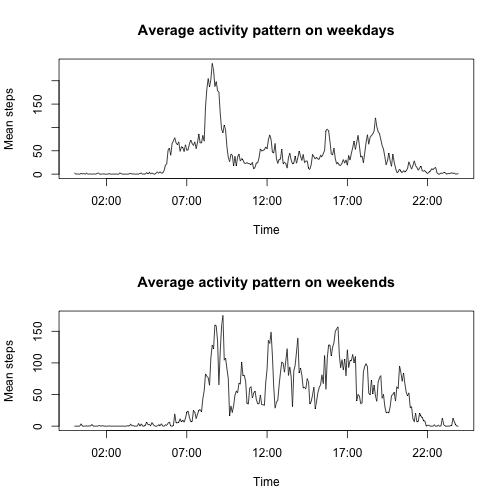 Average activity pattern on weekdays
Mean steps
150
50
0
02:00 07:00 12:00 17:00 22:00
Time
Average activity pattern on weekends
Mean steps
150
100
50
0
02:00 07:00 12:00 17:00 22:00
Time